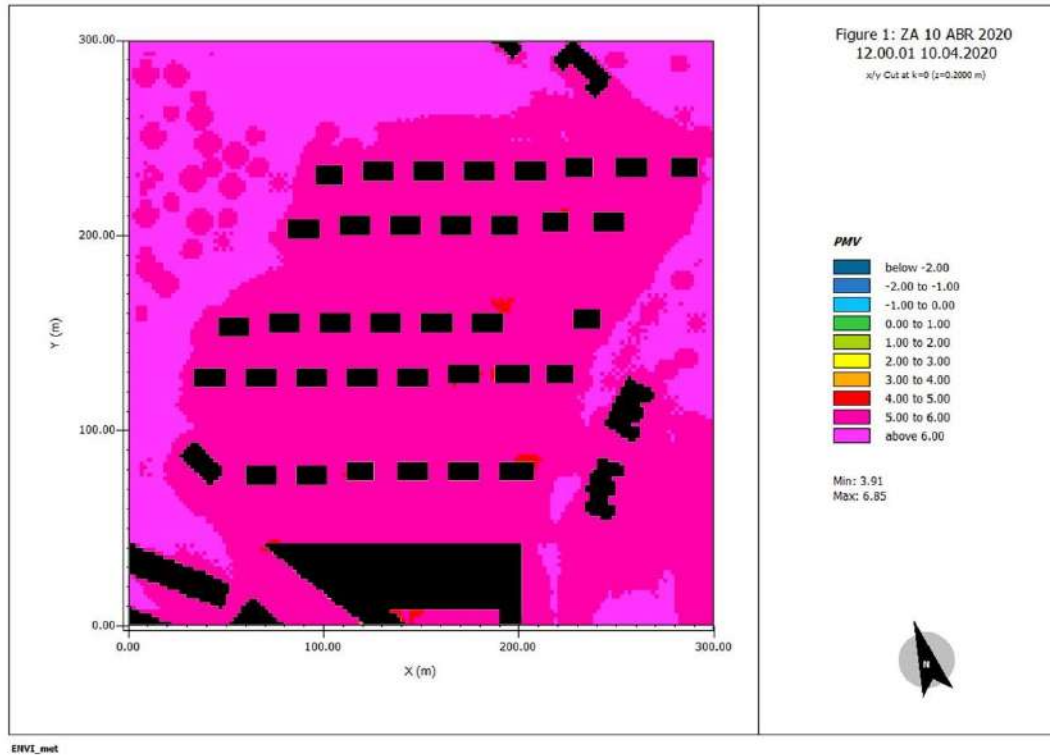 Figure 1: ZA 10 ABR 2020
12.00.01 10.04.2020
x/y Cut at k=0 (z=0.2000 m)
300.00
200.00
100.00
0.00
Y (m)
0.00 100.00 200.00 300.00
X (m)
PMV
below -2.00
-2.00 to -1.00
-1.00 to 0.00
0.00 to 1.00
1.00 to 2.00
2.00 to 3.00
3.00 to 4.00
4.00 to 5.00
5.00 to 6.00
above 6.00
Min: 3.91
Max: 6.85
N
ENVI_met